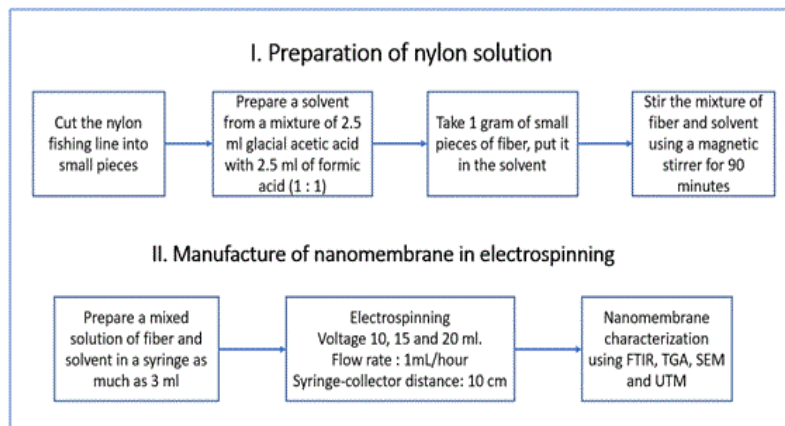 I. Preparation of nylon solution
Cut the nylon
fishing line into
small pieces
Prepare a solvent
from a mixture of 2.5
ml glacial acetic acid
with 2.5 ml of formic
acid (1 : 1)
Take 1 gram of small
pieces of fiber, put it
in the solvent
Stir the mixture of
fiber and solvent
using a magnetic
stirrer for 90
minutes
II. Manufacture of nanomembrane in electrospinning
Prepare a mixed
solution of fiber and
solvent in a syringe as
much as 3 ml
Electrospinning
Voltage 10, 15 and 20 ml.
Flow rate : 1mL/hour
Syringe-collector distance: 10 cm
Nanomembrane
characterization
using FTIR, TGA, SEM
and UTM